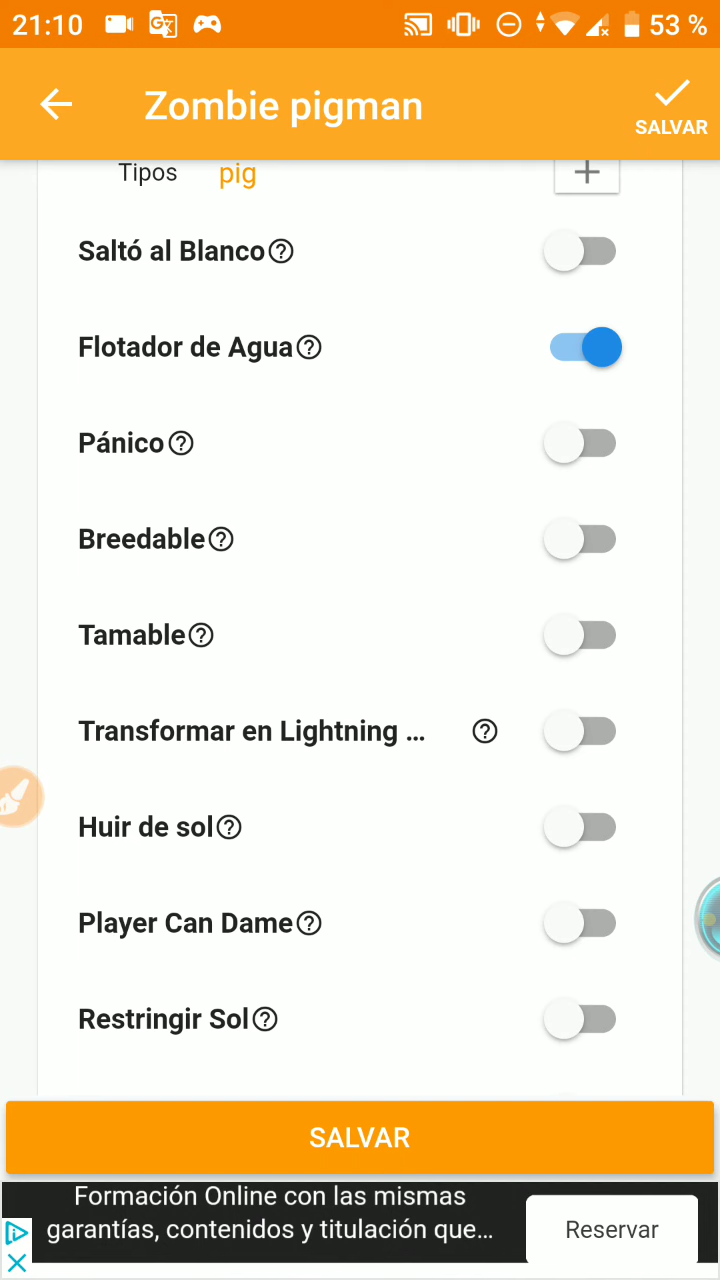 21:10
53 %
Zombie pigman
SALVAR
Tipos pig
Saltó al Blanco
Flotador de Agua
Pánico
Breedable
Tamable
Transformar en Lightning ...
Huir de sol
Player Can Dame
Restringir Sol
SALVAR
Formación Online con las mismas
garantías, contenidos y titulación que...
Reservar